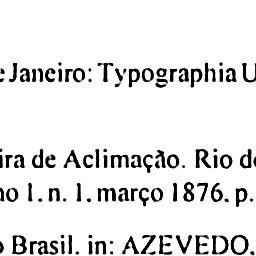 e Janeiro: Typographia U
ira de Aclimação. Rio de
no 1. n. 1. março 1876. p.
o Brasil. in: AZEVEDO,